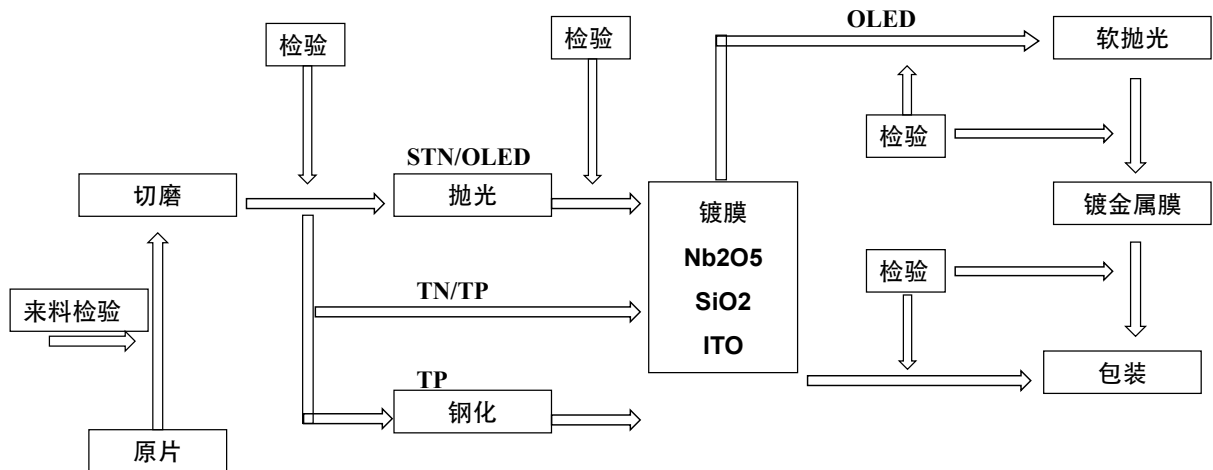 OLED
检验
检验
软抛光
检验
STN/OLED
切磨
抛光
镀膜
Nb2O5
SiO2
ITO
镀金属膜
检验
TN/TP
来料检验
TP
包装
钢化
原片